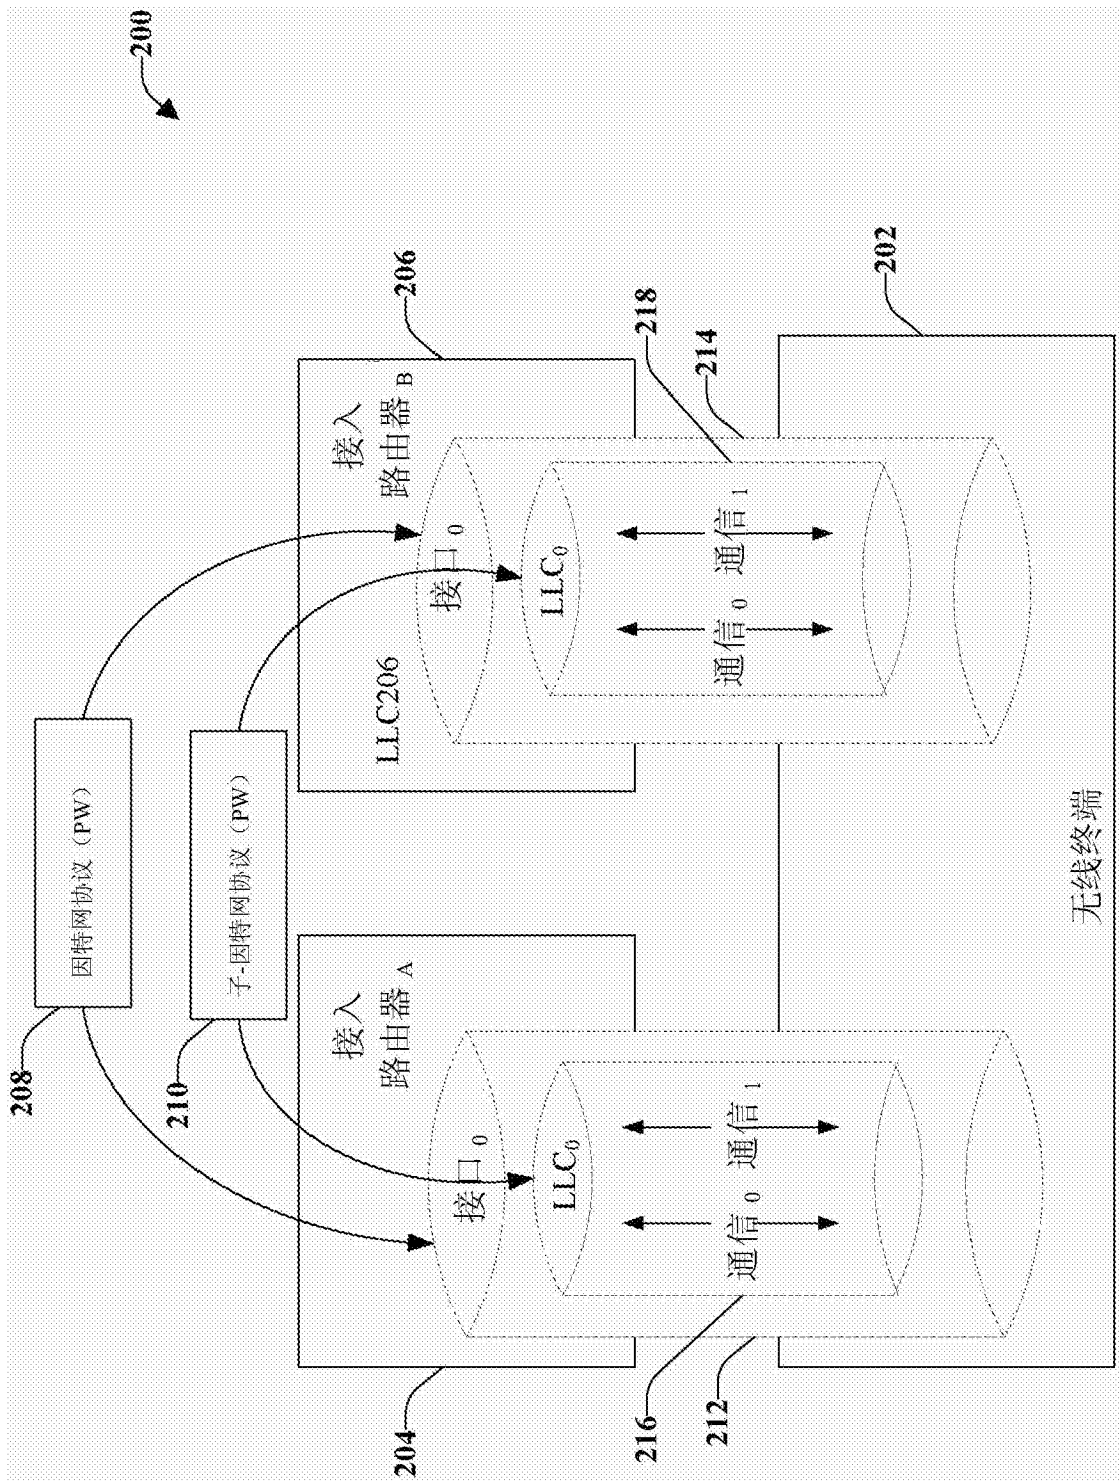 200
208
因特网协议（PW）
210
子-因特网协议（PW）
204
接入
路由器 A
接口 0
LLC0
通信 0
通信 1
216
212
206
接入
路由器 B
LLC206
接口 0
LLC0
通信 0
通信 1
218
214
202
无线终端